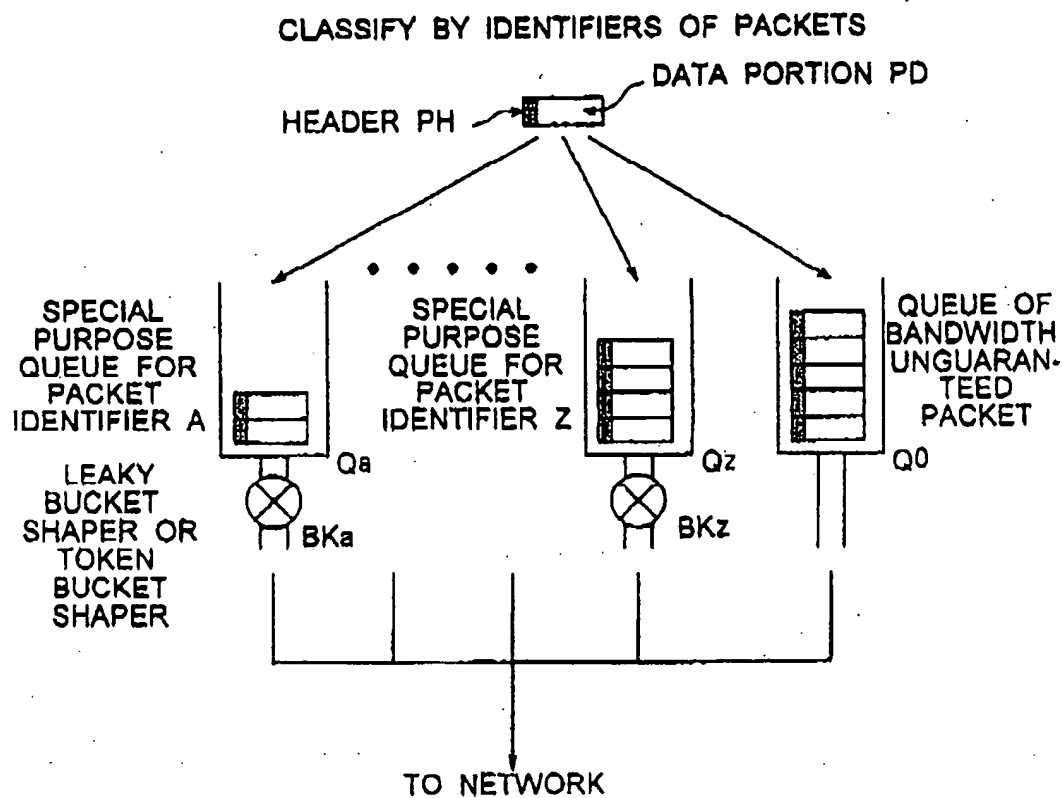 CLASSIFY BY IDENTIFIERS OF PACKETS
DATA PORTION PD
HEADER PH
SPECIAL
PURPOSE
QUEUE FOR
PACKET
IDENTIFIER A
SPECIAL
PURPOSE
QUEUE FOR
PACKET
IDENTIFIER Z
QUEUE OF
BANDWIDTH
UNGUARAN-
TEED
PACKET
Qa
Qz
Q0
LEAKY
BUCKET
SHAPER OR
TOKEN
BUCKET
SHAPER
BKa
BKz
TO NETWORK